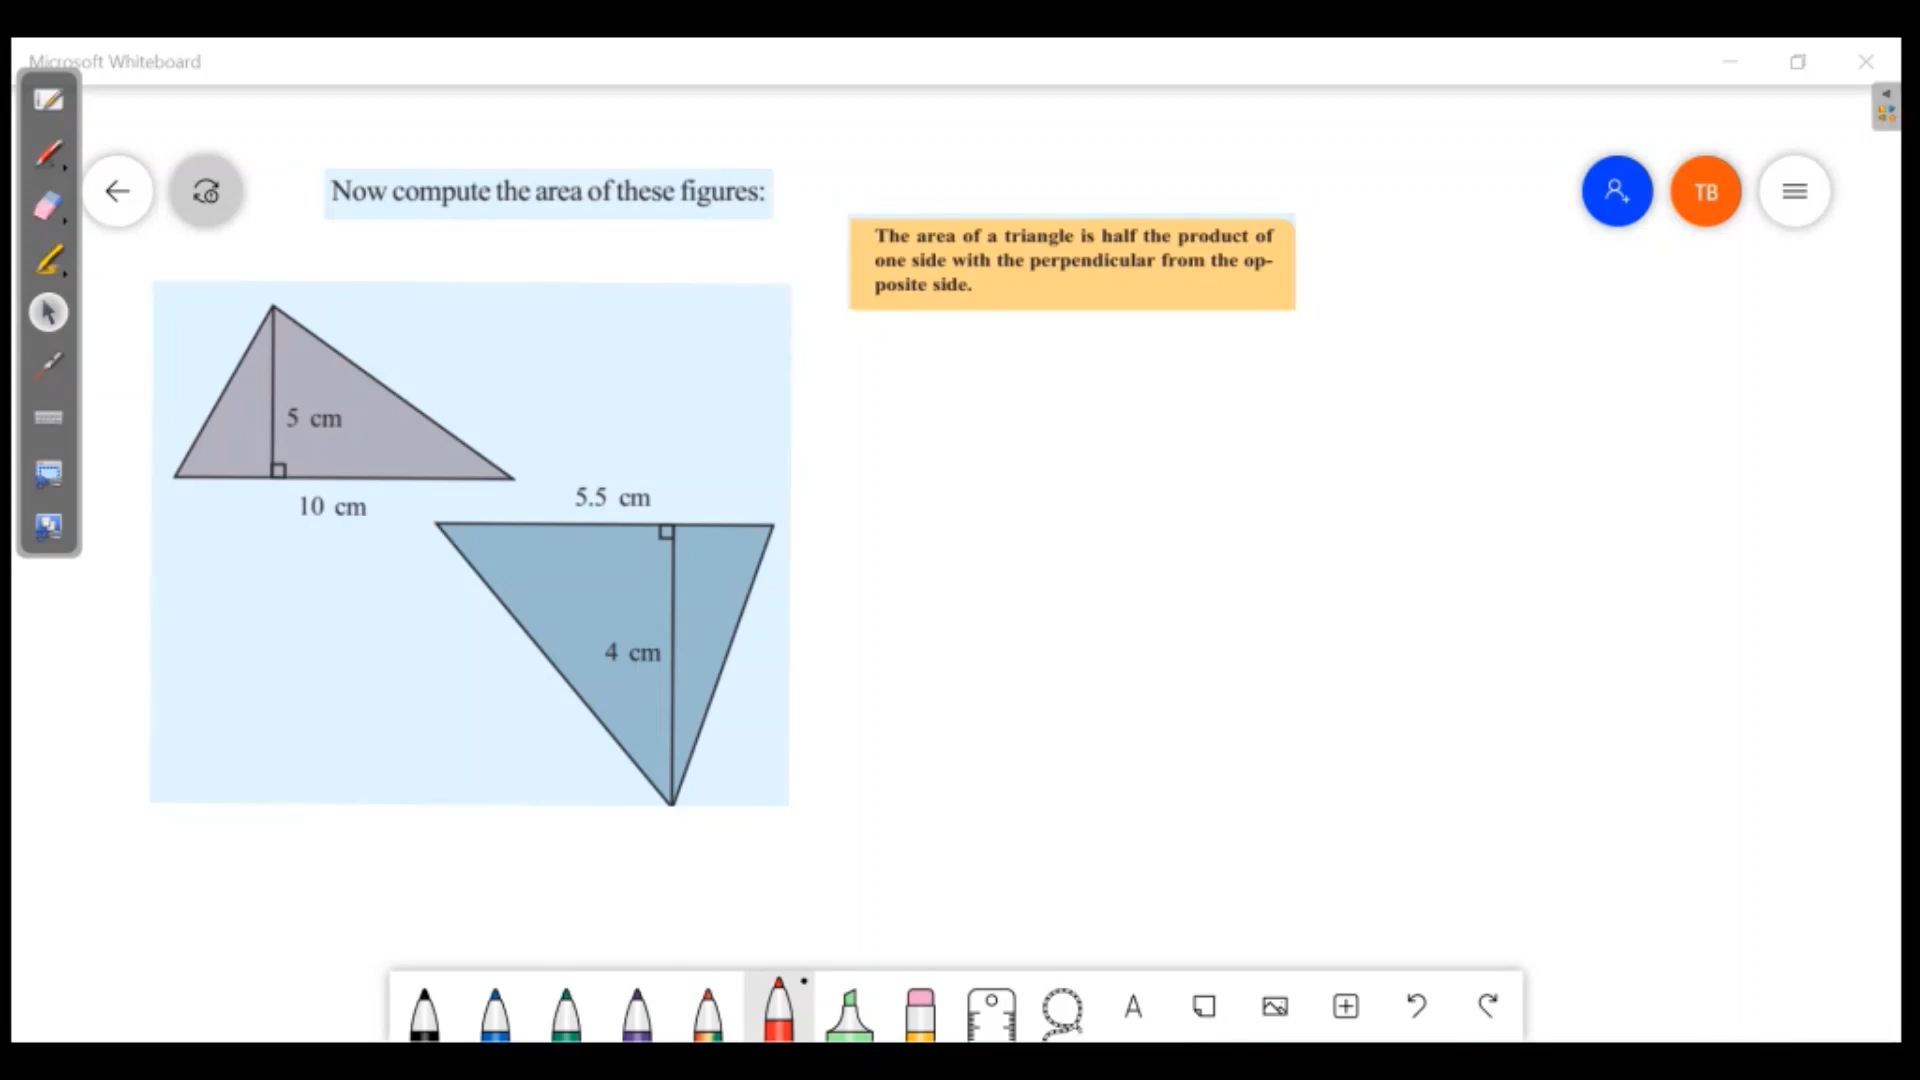 Microsoft Whiteboard
Now compute the area of these figures:
TB
The area of a triangle is half the product of
one side with the perpendicular from the op-
posite side.
5 cm
10 cm
5.5 cm
4 cm
A